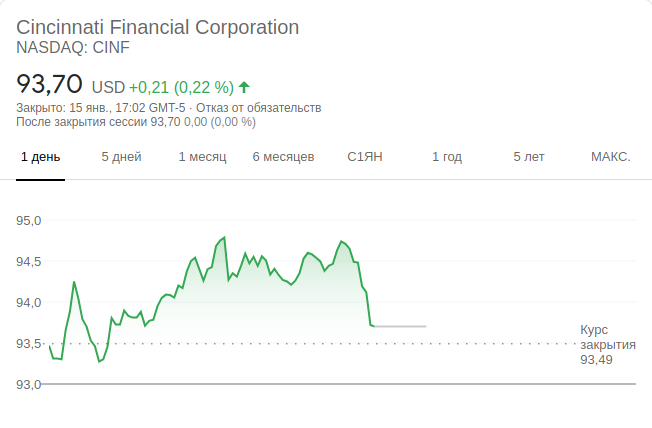 Cincinnati Financial Corporation
NASDAQ: CINF
93,70 USD +0,21 (0,22 %)
Закрыто: 15 янв., 17:02 GMT-5 · Отказ от обязательств
После закрытия сессии 93,70 0,00 (0,00 %)
1 день 5 дней 1 месяц 6 месяцев С1ЯН 1 год 5 лет МАКС.
95,0
94,5
94,0
93,5
93,0
Курс
закрытия
93,49